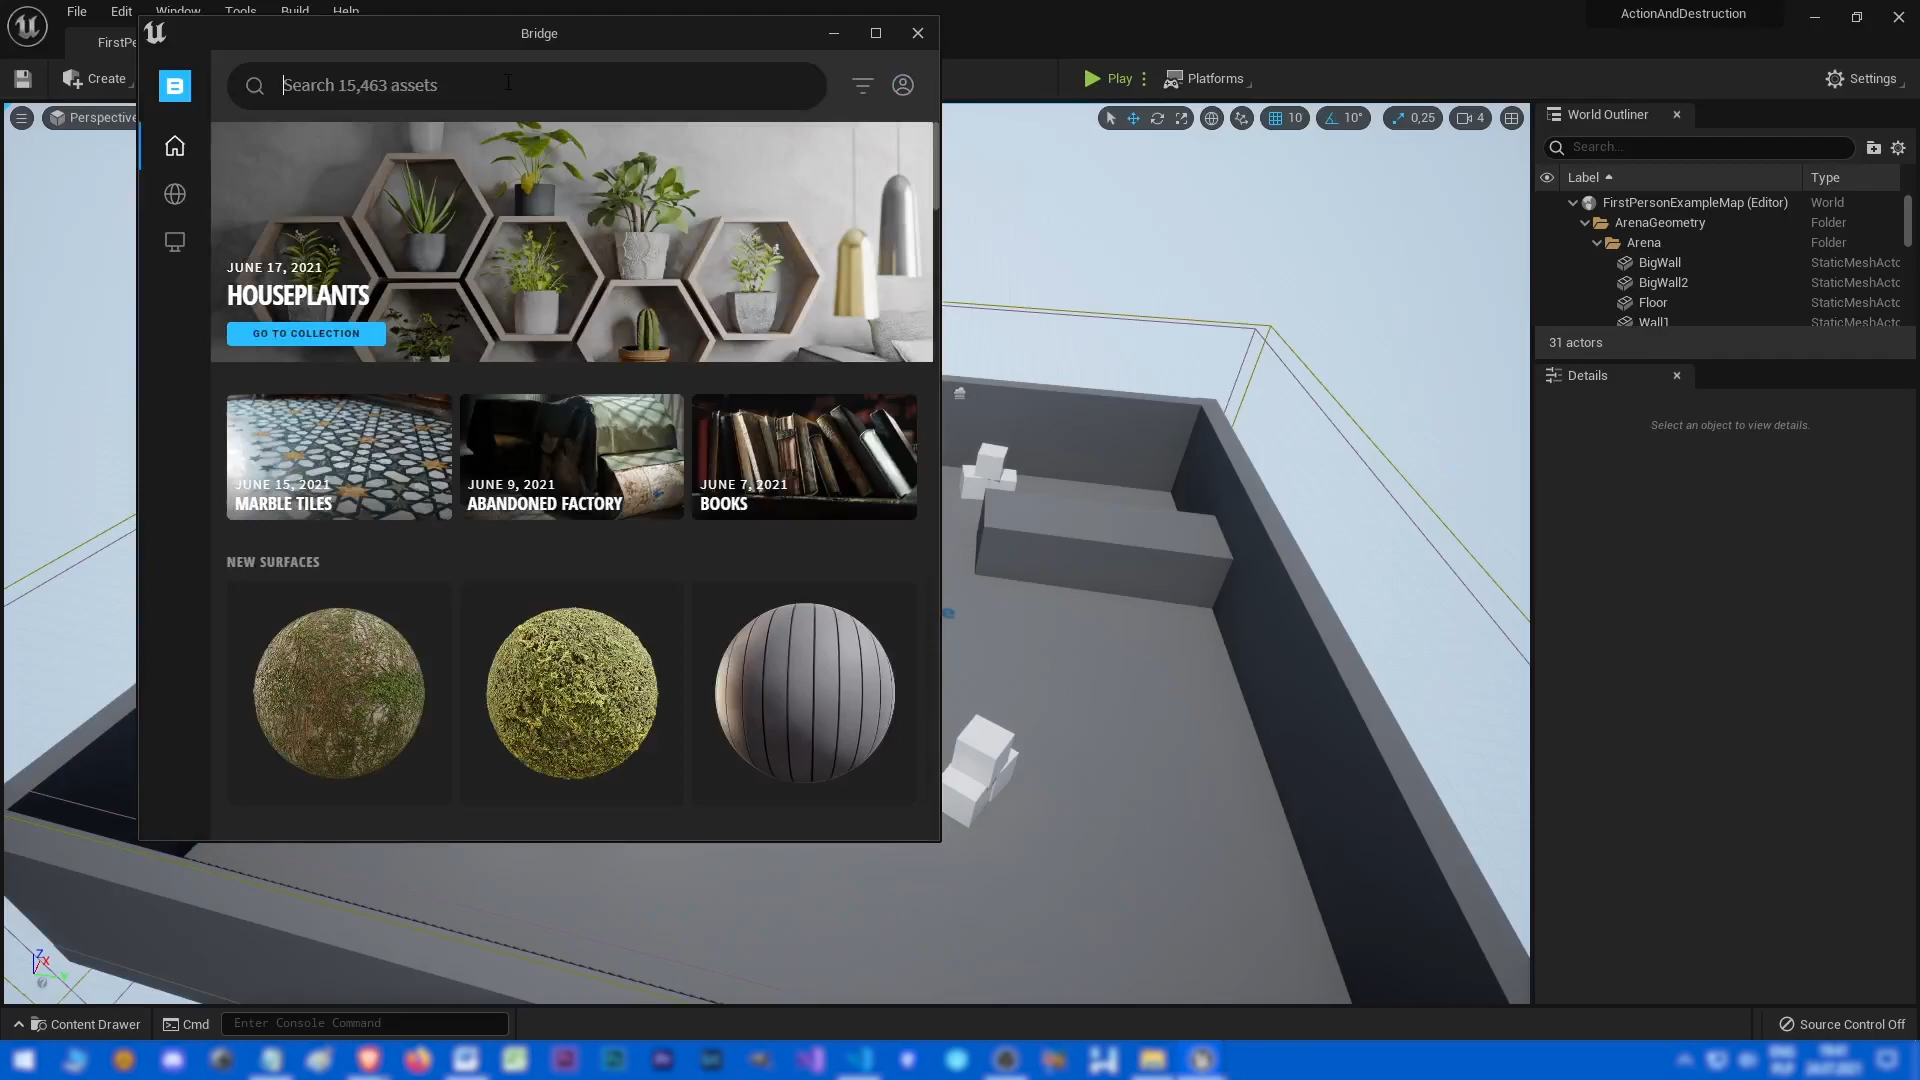 File Edit Window Tools Build Help
ActionAndDestruction
Bridge
FirstPe
Create
Search 15,463 assets
Play
Platforms
Settings
Perspective
10
10°
0,25
4
World Outliner
Search...
Label
Type
FirstPersonExampleMap (Editor) World
ArenaGeometry Folder
Arena Folder
BigWall StaticMeshActo
BigWall2 StaticMeshActo
Floor StaticMeshActo
Wall1 StaticMeshActo
31 actors
Details
Select an object to view details.
JUNE 17, 2021
HOUSEPLANTS
GO TO COLLECTION
JUNE 15, 2021
MARBLE TILES
JUNE 9, 2021
ABANDONED FACTORY
JUNE 7, 2021
BOOKS
NEW SURFACES
Z
X
Content Drawer
Cmd
Enter Console Command
Source Control Off